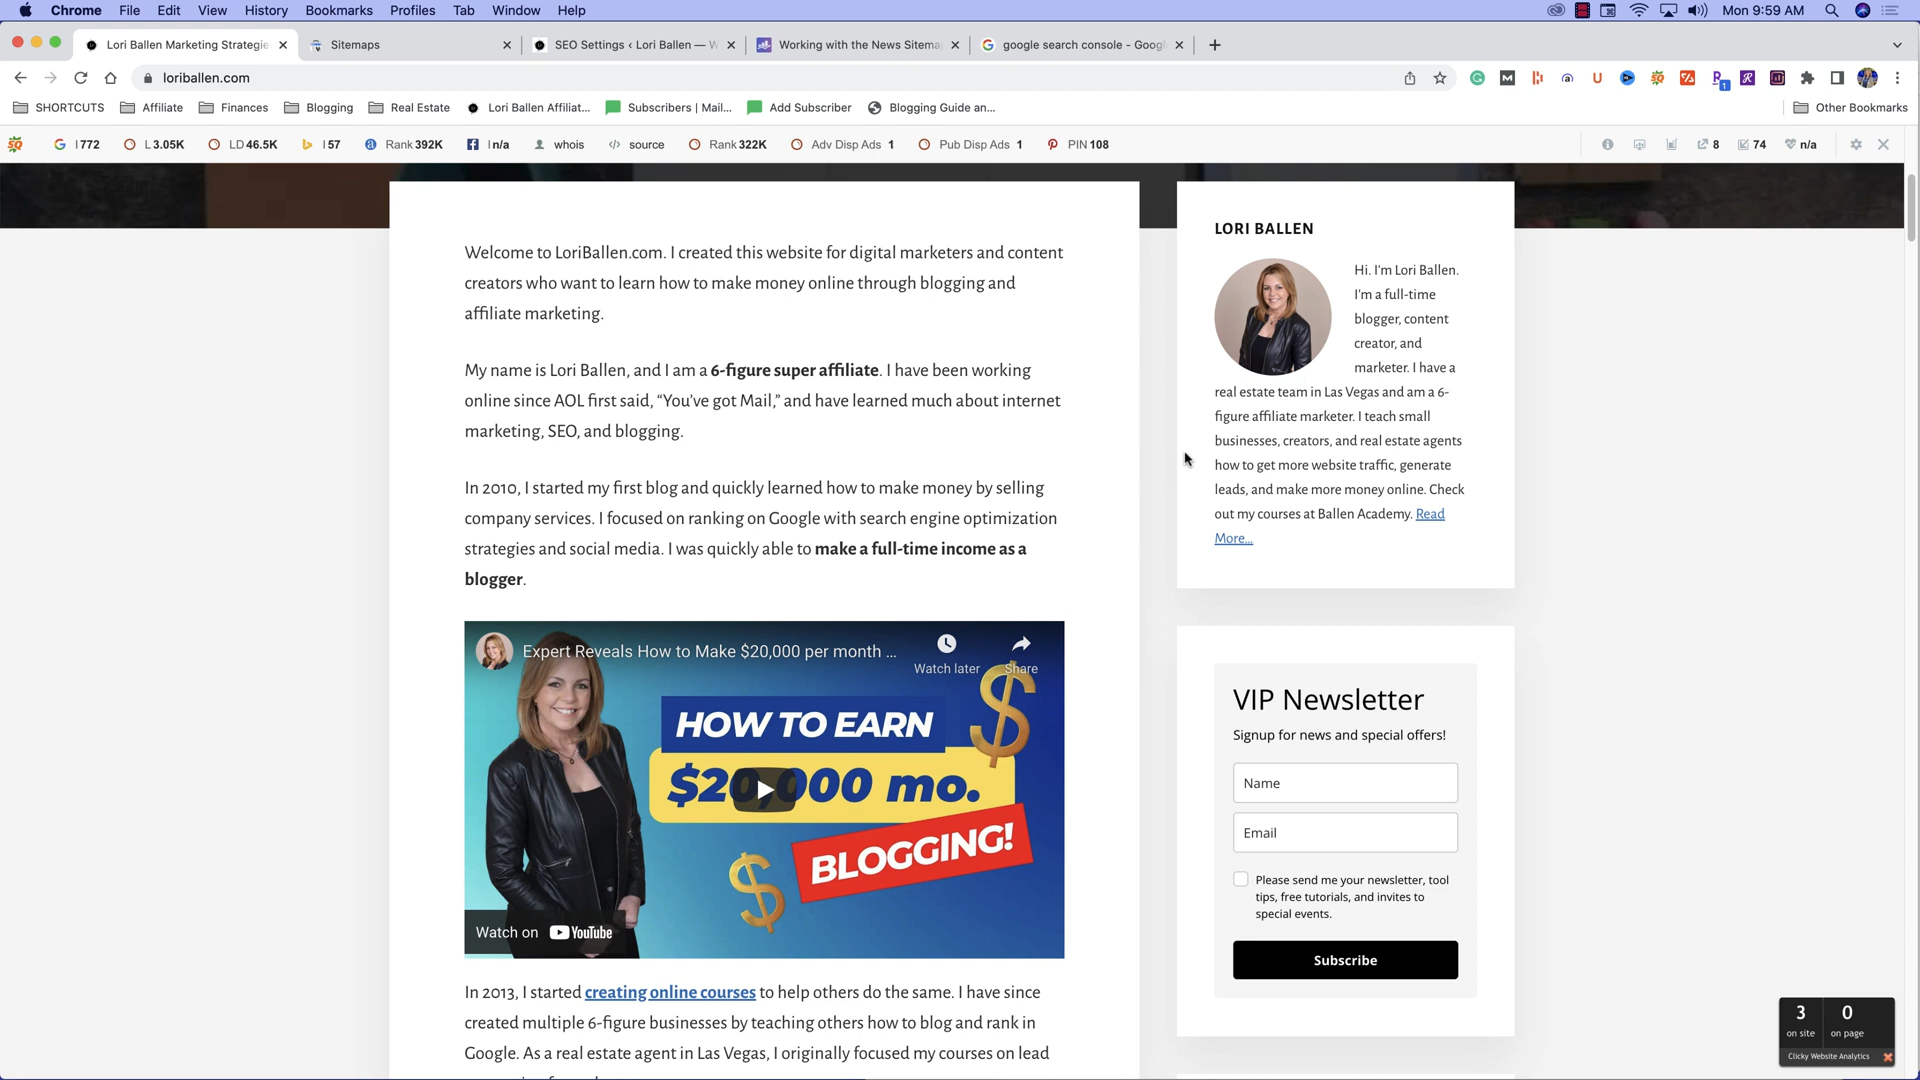 Chrome File Edit View History Bookmarks Profiles Tab Window Help Mon 9:59 AM
Lori Ballen Marketing Strategie Sitemaps SEO Settings ‹ Lori Ballen — W Working with the News Sitema google search console - Googl
loriballen.com
SHORTCUTS Affiliate Finances Blogging Real Estate Lori Ballen Affiliat... Subscribers | Mail... Add Subscriber Blogging Guide an... Other Bookmarks
I 772 L 3.05K LD 46.5K I 57 Rank 392K I n/a whois source Rank 322K Adv Disp Ads 1 Pub Disp Ads 1 PIN 108 8 74 n/a
Welcome to LoriBallen.com. I created this website for digital marketers and content
creators who want to learn how to make money online through blogging and
affiliate marketing.
My name is Lori Ballen, and I am a 6-figure super affiliate. I have been working
online since AOL first said, “You’ve got Mail,” and have learned much about internet
marketing, SEO, and blogging.
In 2010, I started my first blog and quickly learned how to make money by selling
company services. I focused on ranking on Google with search engine optimization
strategies and social media. I was quickly able to make a full-time income as a
blogger.
Expert Reveals How to Make $20,000 per month ...
Watch later Share
HOW TO EARN
$20,000 mo.
BLOGGING!
Watch on YouTube
In 2013, I started creating online courses to help others do the same. I have since
created multiple 6-figure businesses by teaching others how to blog and rank in
Google. As a real estate agent in Las Vegas, I originally focused my courses on lead
LORI BALLEN
Hi. I'm Lori Ballen.
I'm a full-time
blogger, content
creator, and
marketer. I have a
real estate team in Las Vegas and am a 6-
figure affiliate marketer. I teach small
businesses, creators, and real estate agents
how to get more website traffic, generate
leads, and make more money online. Check
out my courses at Ballen Academy. Read
More...
VIP Newsletter
Signup for news and special offers!
Name
Email
Please send me your newsletter, tool
tips, free tutorials, and invites to
special events.
Subscribe
3 0
on site on page
Clicky Website Analytics